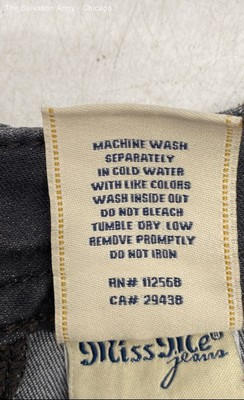 The Salvation Army - Chicago
MACHINE WASH
SEPARATELY
IN COLD WATER
WITH LIKE COLORS
WASH INSIDE OUT
DO NOT BLEACH
TUMBLE DRY LOW
REMOVE PROMPTLY
DO NOT IRON
RN# 112568
CA# 29438
Miss Me®
jeans